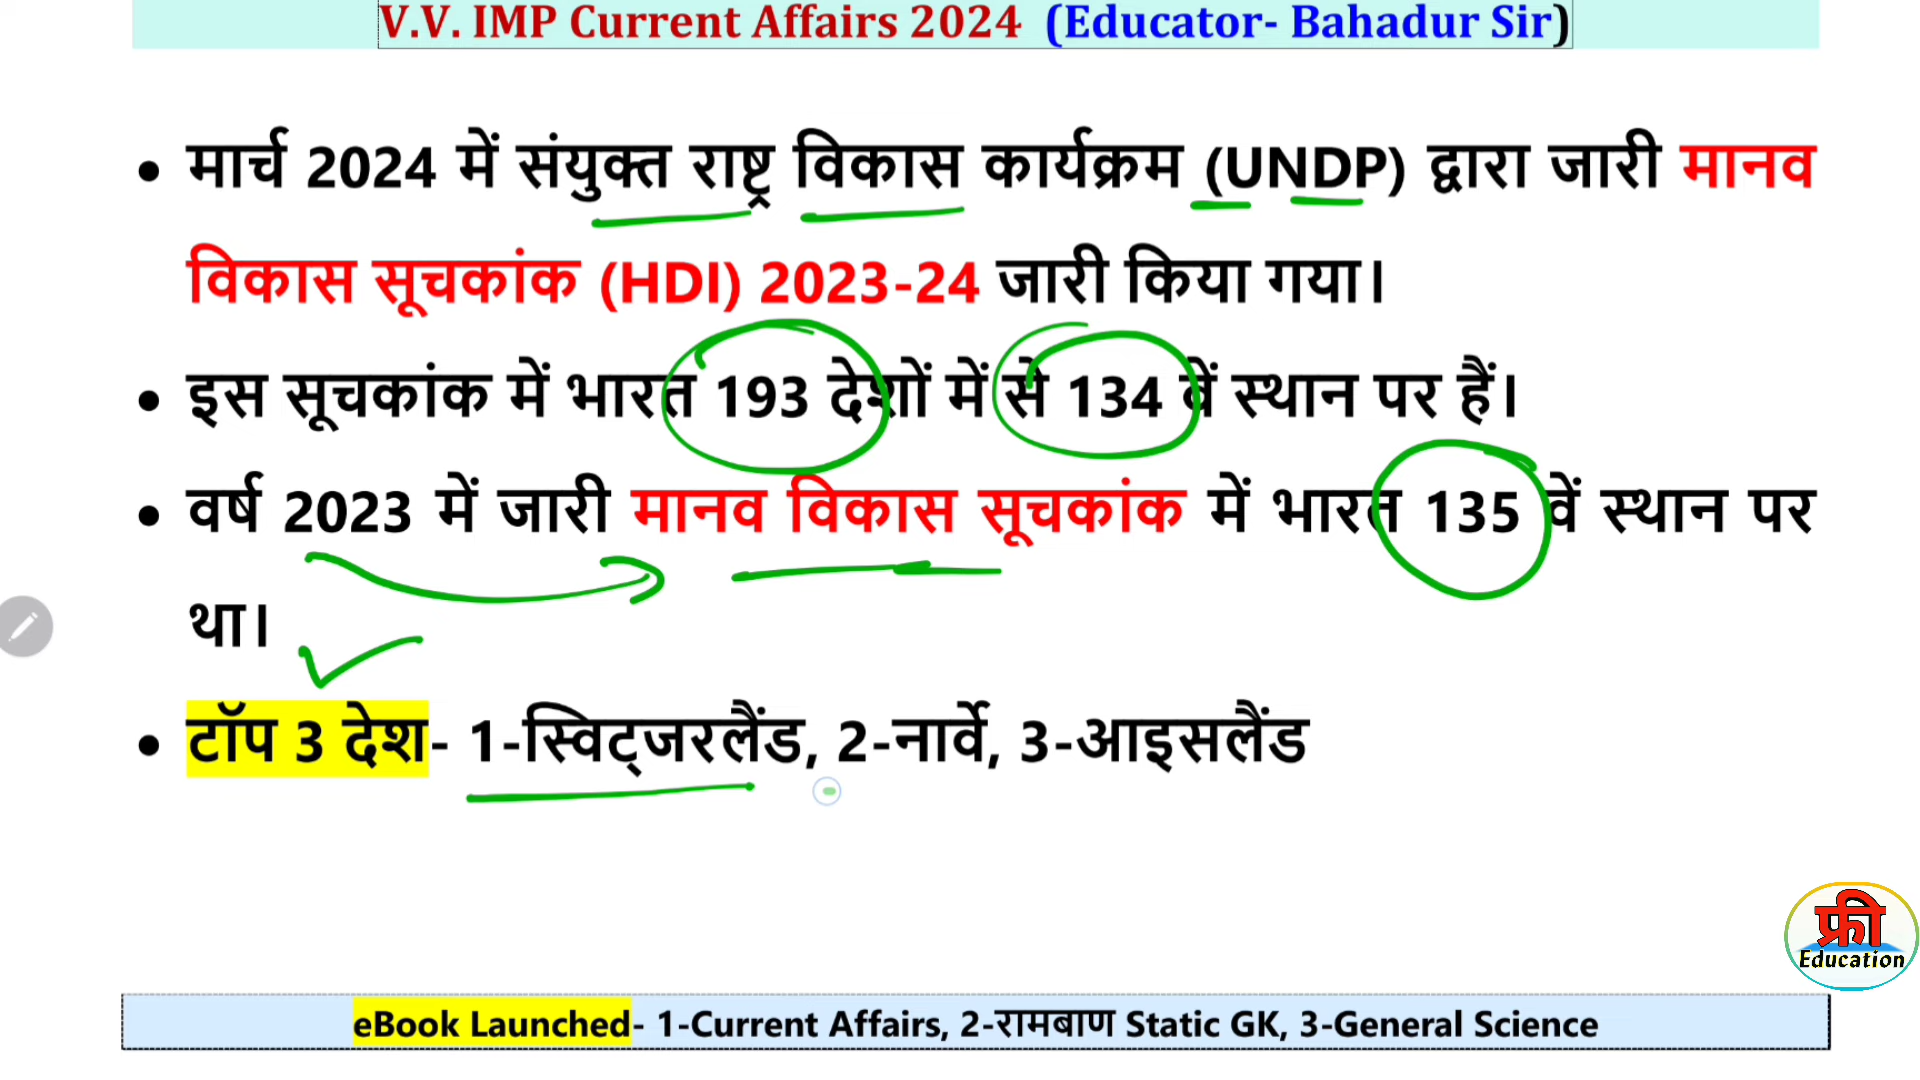 V.V. IMP Current Affairs 2024 (Educator- Bahadur Sir)
• मार्च 2024 में संयुक्त राष्ट्र विकास कार्यक्रम (UNDP) द्वारा जारी मानव
विकास सूचकांक (HDI) 2023-24 जारी किया गया।
• इस सूचकांक में भारत 193 देशों में से 134 वें स्थान पर हैं।
• वर्ष 2023 में जारी मानव विकास सूचकांक में भारत 135 वें स्थान पर
था।
• टॉप 3 देश- 1-स्विट्जरलैंड, 2-नार्वे, 3-आइसलैंड
फ्री
Education
eBook Launched- 1-Current Affairs, 2-रामबाण Static GK, 3-General Science